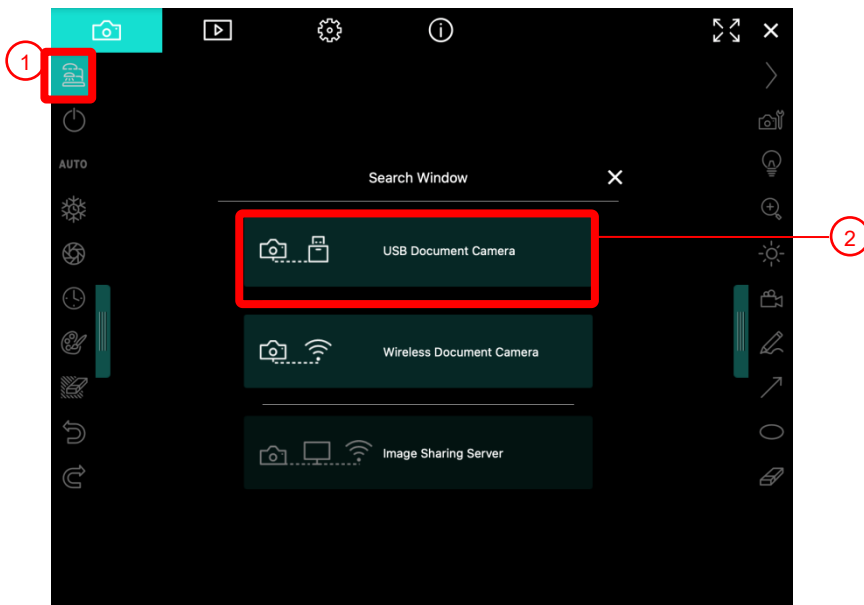 1
AUTO
Search Window
USB Document Camera
2
Wireless Document Camera
Image Sharing Server